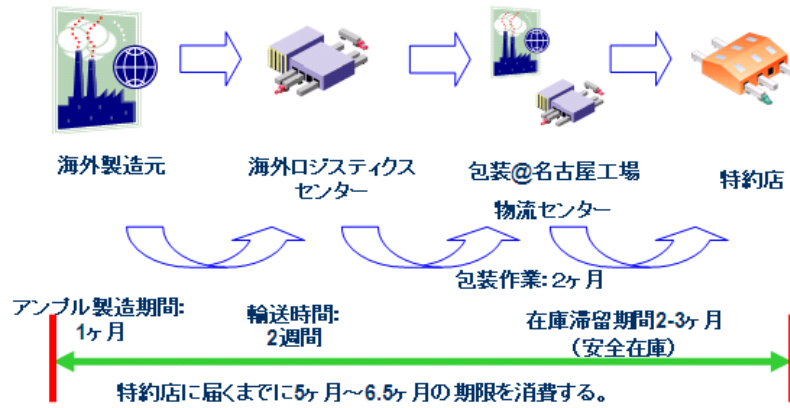 海外製造元
海外ロジスティクス
センター
包装@名古屋工場
物流センター
特約店
アンプル製造期間:
1ヶ月
輸送時間:
2週間
包装作業:2ヶ月
在庫滞留期間2-3ヶ月
(安全在庫)
特約店に届くまでに5ヶ月～6.5ヶ月の期限を消費する。